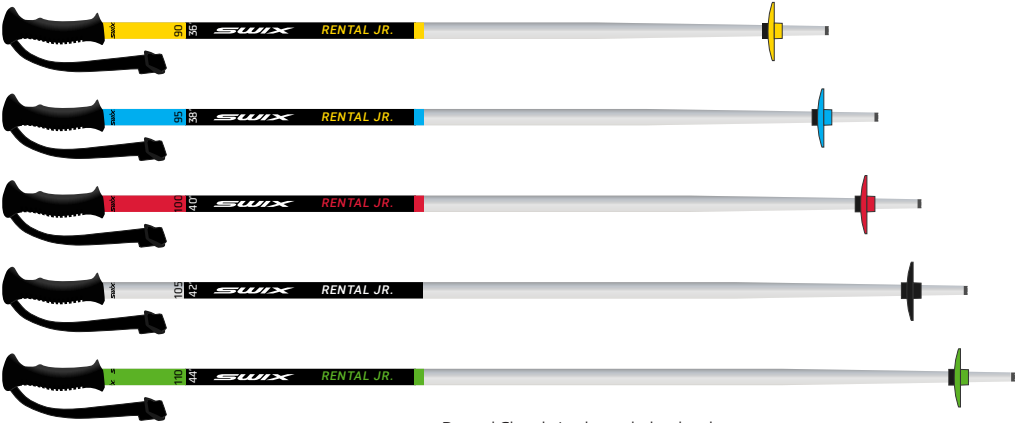 swix 90 36" SWIX RENTAL JR.
swix 95 38" SWIX RENTAL JR.
swix 100 40" SWIX RENTAL JR.
swix 105 42" SWIX RENTAL JR.
110 44" SWIX RENTAL JR.